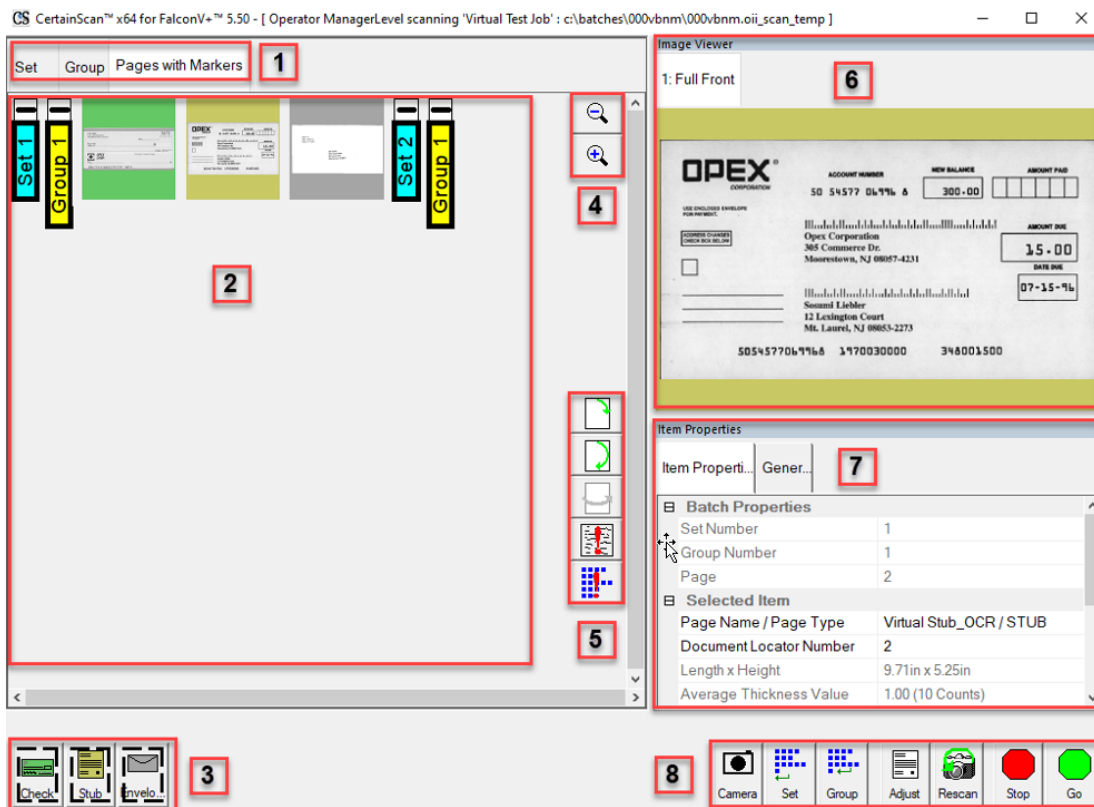 CS CertainScan™ x64 for FalconV+™ 5.50 - [ Operator ManagerLevel scanning 'Virtual Test Job' : c:\batches\000vbnm\000vbnm.oii_scan_temp ]
Set Group Pages with Markers 1
Set 1
Group 1
Set 2
Group 1
2
4
5
Image Viewer
1: Full Front
6
OPEX®
CORPORATION
ACCOUNT NUMBER
50 54577 06996 8
NEW BALANCE
300.00
AMOUNT PAID
USE ENCLOSED ENVELOPE
FOR PAYMENT.
ADDRESS CHANGES
CHECK BOX BELOW
Opex Corporation
305 Commerce Dr.
Moorestown, NJ 08057-4231
AMOUNT DUE
15.00
DATE DUE
07-15-96
Sosumi Liebler
12 Lexington Court
Mt. Laurel, NJ 08053-2273
5054577069968 1970030000 348001500
Item Properties
Item Properti... Gener... 7
Batch Properties
Set Number 1
Group Number 1
Page 2
Selected Item
Page Name / Page Type Virtual Stub_OCR / STUB
Document Locator Number 2
Length x Height 9.71in x 5.25in
Average Thickness Value 1.00 (10 Counts)
Check Stub Envelo... 3
8 Camera Set Group Adjust Rescan Stop Go